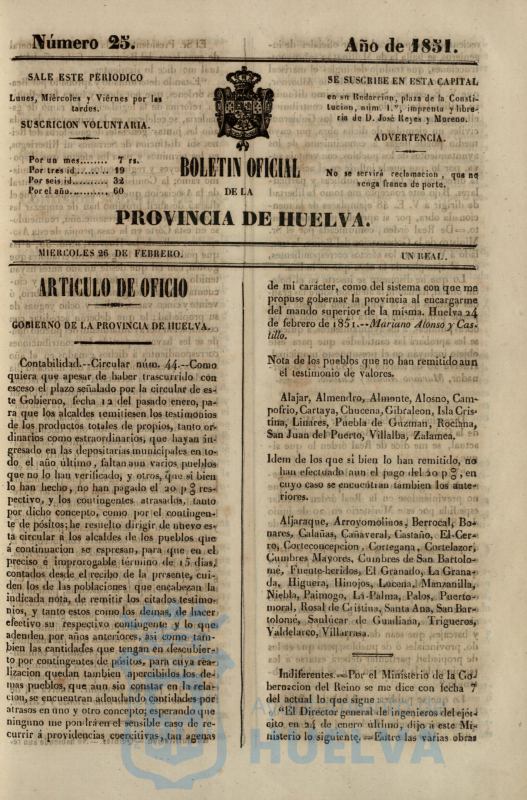 Número 25.
Año de 1851.
SALE ESTE PERIODICO
Lunes, Miércoles y Viérnes por las
tardes.
SUSCRICION VOLUNTARIA.
Por un mes........ 7 rs.
Por tres id........ 19
Por seis id........ 32
Por el año.......... 60
SE SUSCRIBE EN ESTA CAPITAL
en su Redaccion, plaza de la Consti-
tucion, núm. 1.º, imprenta y libre-
ria de D. José Reyes y Moreno.
ADVERTENCIA.
No se servirá reclamacion, que no
venga franca de porte.
BOLETIN OFICIAL
DE LA
PROVINCIA DE HUELVA.
MIERCOLES 26 DE FEBRERO.
UN REAL.
ARTICULO DE OFICIO
GOBIERNO DE LA PROVINCIA DE HUELVA.
Contabilidad.--Circular núm. 44.--Como
quiera que apesar de haber trascurrido con
esceso el plazo señalado por la circular de es-
te Gobierno, fecha 12 del pasado enero, pa-
ra que los alcaldes remitiesen los testimonios
de los productos totales de propios, tanto or-
dinarios como estraordinarios, que hayan in-
gresado en las depositarias municipales en to-
do el año último, faltan aun varios pueblos
que no lo han verificado, y otros, que si bien
lo han hecho, no han pagado el 20 p% res-
pectivo, y los contingentes atrasados, tanto
por dicho concepto, como por el contingen-
te de pósitos; he resuelto dirigir de nuevo es-
ta circular á los alcaldes de los pueblos que
á continuacion se espresan, para que en el
preciso é improrogable término de 15 dias,
contados desde el recibo de la presente, cui-
den los de las poblaciones que encabezan la
indicada nota, de remitir los citados testimo-
nios, y tanto estos como los demas, de hacer
efectivo su respectivo contingente y lo que
adeuden por años anteriores, asi como tam-
bien las cantidades que tengan en descubier-
to por contingentes de pósitos, para cuya rea-
lizacion quedan tambien apercibidos los de-
mas pueblos, que aun sin constar en la rela-
cion, se encuentran adeudando cantidades por
atrasos en uno y otro concepto; esperando que
ninguno me pondrá en el sensible caso de re-
currir á providencias coercitivas, tan agenas
de mi carácter, como del sistema con que me
propuse gobernar la provincia al encargarme
del mando superior de la misma. Huelva 24
de febrero de 1851.--Mariano Alonso y Cas-
tillo.
Nota de los pueblos que no han remitido aun
el testimonio de valores.
Alajar, Almendro, Almonte, Alosno, Cam-
pofrio, Cartaya, Chucena, Gibraleon, Isla Cris-
tina, Linares, Puebla de Guzman, Rociana,
San Juan del Puerto, Villalba, Zalamea.
Idem de los que si bien lo han remitido, no
han efectuado aun el pago del 20 p%, en
cuyo caso se encuentran tambien los ante-
riores.
Aljaraque, Arroyomolinos, Berrocal, Bo-
nares, Calañas, Cañaveral, Castaño, El-Cer-
ro, Corteconcepcion, Cortegana, Cortelazor,
Cumbres Mayores, Cumbres de San Bartolo-
mé, Fuente-heridos, El Granado, La Grana-
da, Higuera, Hinojos, Lucena, Manzanilla,
Niebla, Paimogo, La-Palma, Palos, Puerto-
moral, Rosal de Cristina, Santa Ana, San Bar-
tolomé, Sanlúcar de Guadiana, Trigueros,
Valdelarco, Villarrasa.
Indiferentes.--Por el Ministerio de la Go-
bernacion del Reino se me dice con fecha 7
del actual lo que sigue:
"El Director general de ingenieros del ejér-
cito en 24 de enero último, dijo á este Mi-
nisterio lo siguiente.=Entre las varias obras
HUELVA